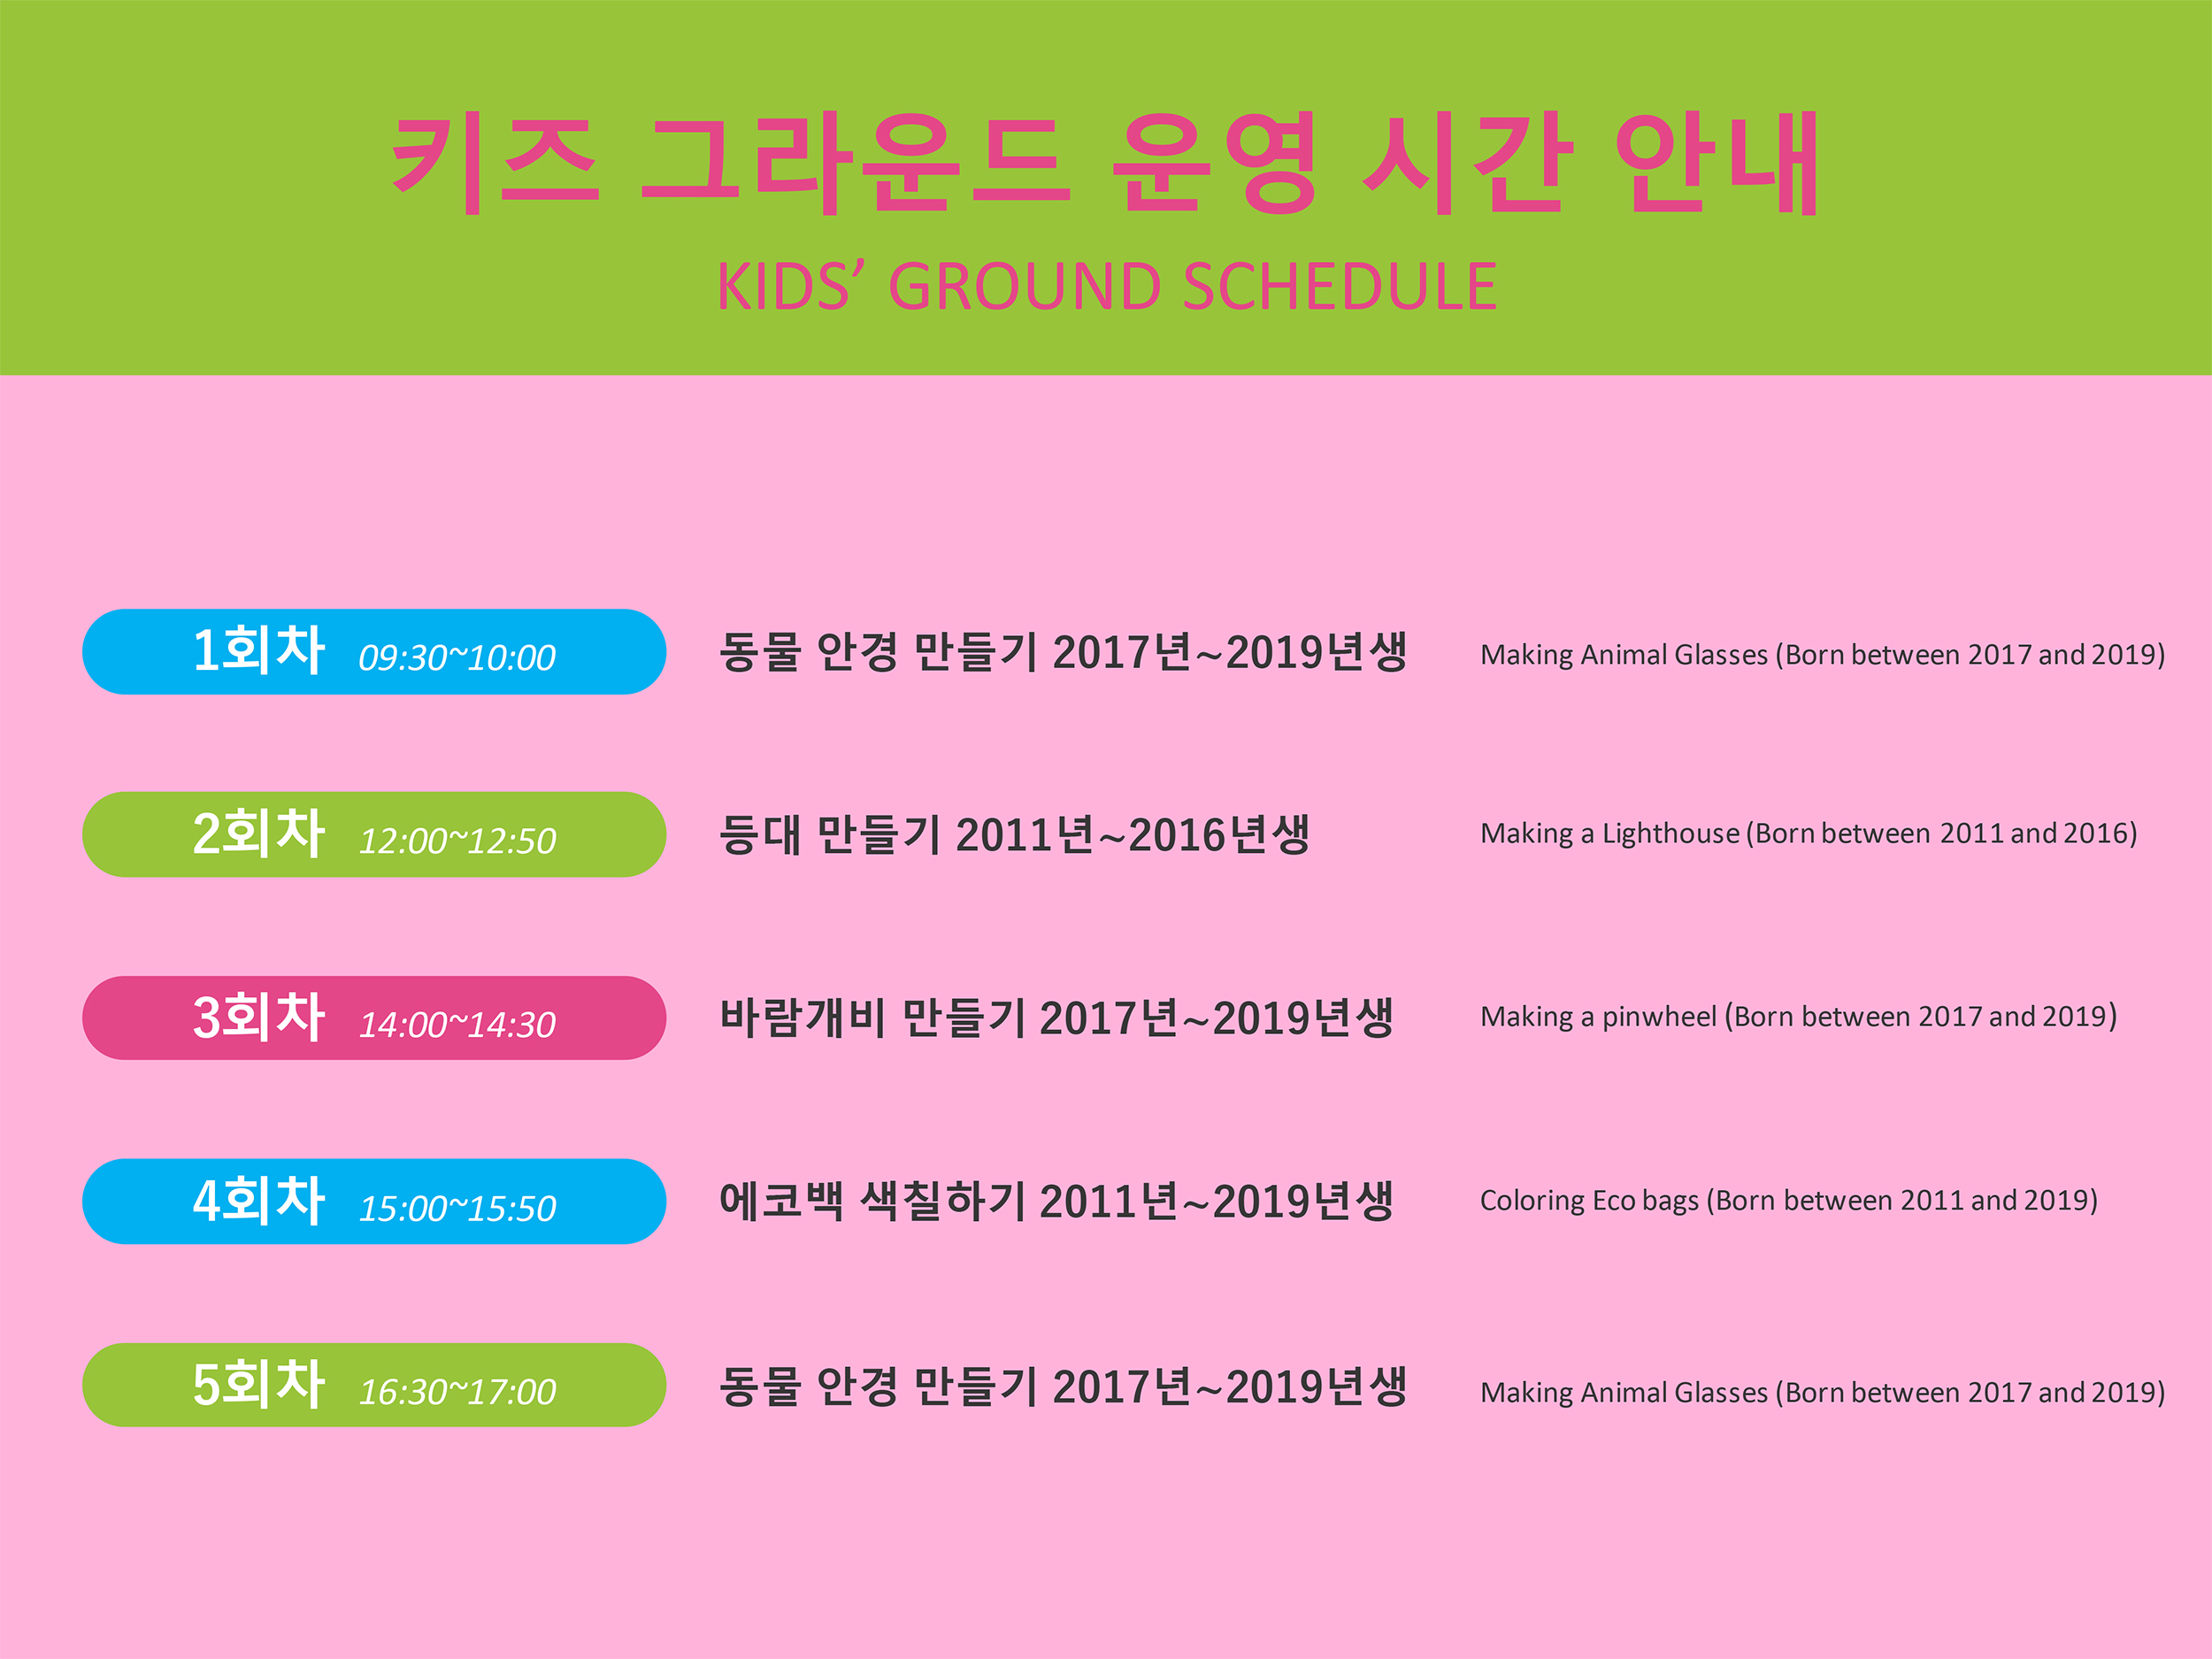 키즈 그라운드 운영 시간 안내
KIDS’ GROUND SCHEDULE
1회차 09:30~10:00 동물 안경 만들기 2017년~2019년생 Making Animal Glasses (Born between 2017 and 2019)
2회차 12:00~12:50 등대 만들기 2011년~2016년생 Making a Lighthouse (Born between 2011 and 2016)
3회차 14:00~14:30 바람개비 만들기 2017년~2019년생 Making a pinwheel (Born between 2017 and 2019)
4회차 15:00~15:50 에코백 색칠하기 2011년~2019년생 Coloring Eco bags (Born between 2011 and 2019)
5회차 16:30~17:00 동물 안경 만들기 2017년~2019년생 Making Animal Glasses (Born between 2017 and 2019)